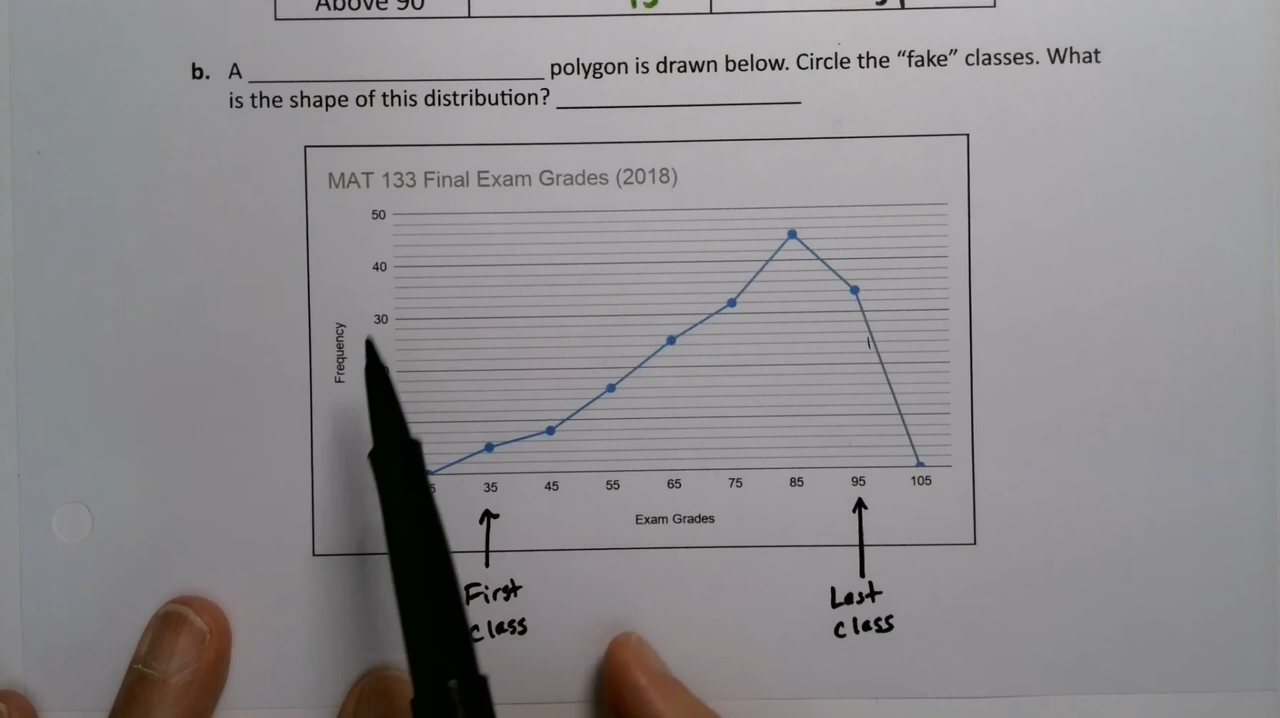 Above 90
b. A ____________________ polygon is drawn below. Circle the “fake” classes. What
is the shape of this distribution? ____________________
MAT 133 Final Exam Grades (2018)
50
40
30
Frequency
35 45 55 65 75 85 95 105
Exam Grades
First class
Last class